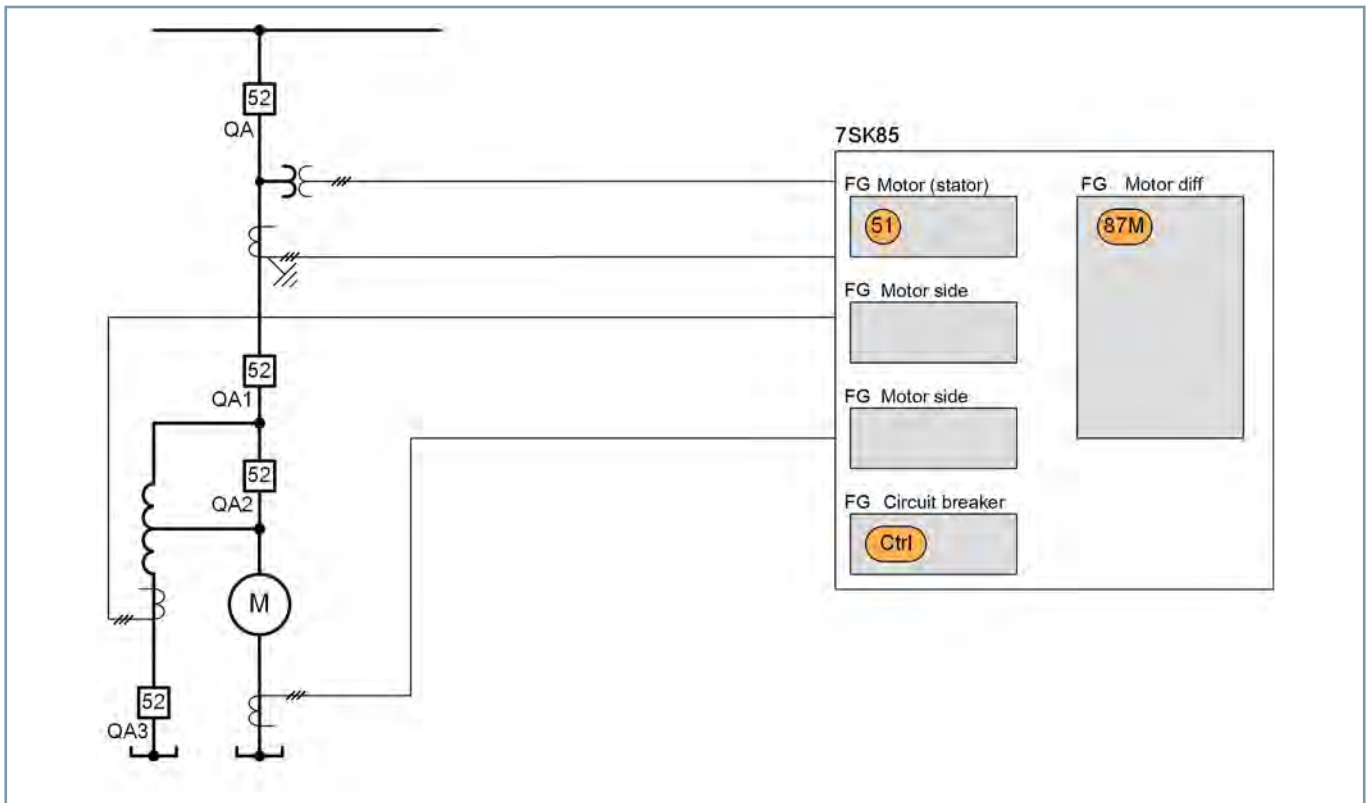 52
QA
7SK85
FG Motor (stator)
FG Motor diff
51
87M
FG Motor side
52
QA1
FG Motor side
52
QA2
FG Circuit breaker
Ctrl
M
52
QA3